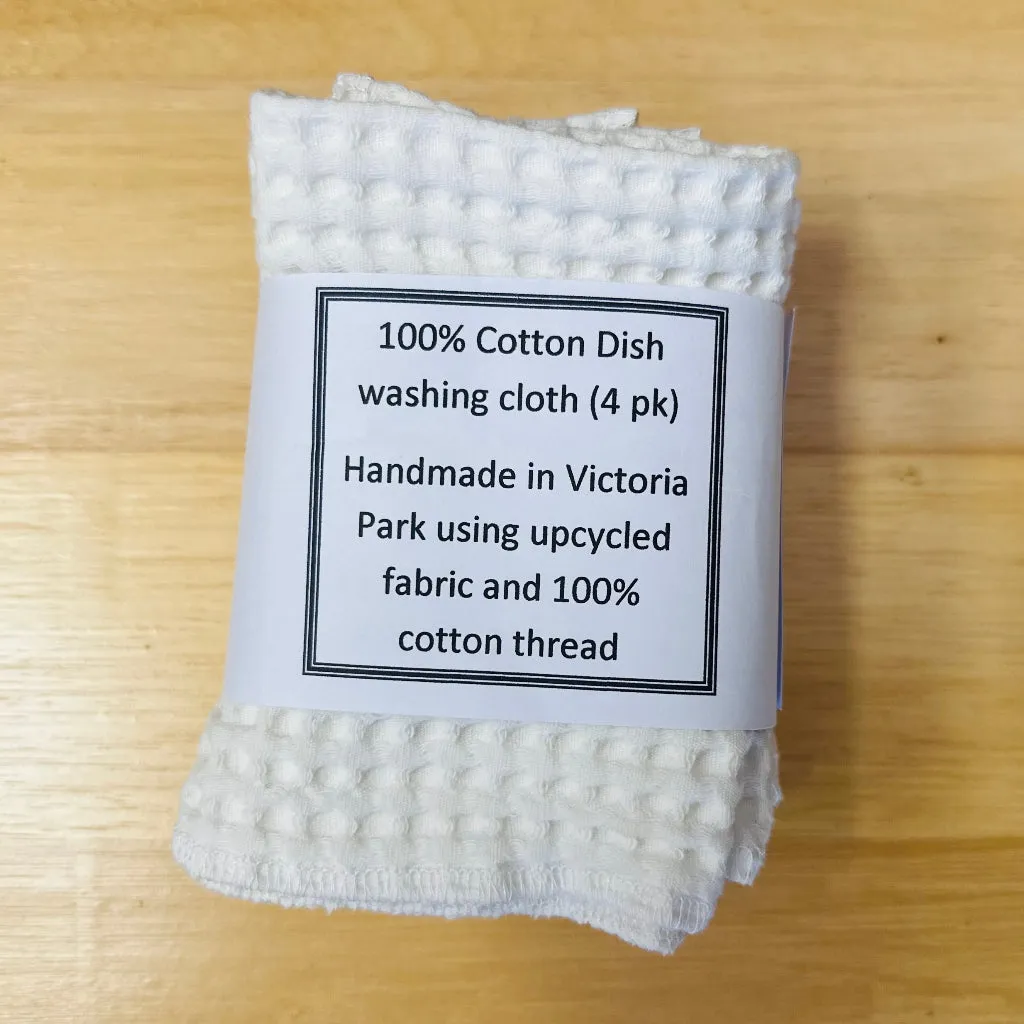 100% Cotton Dish
washing cloth (4 pk)
Handmade in Victoria
Park using upcycled
fabric and 100%
cotton thread